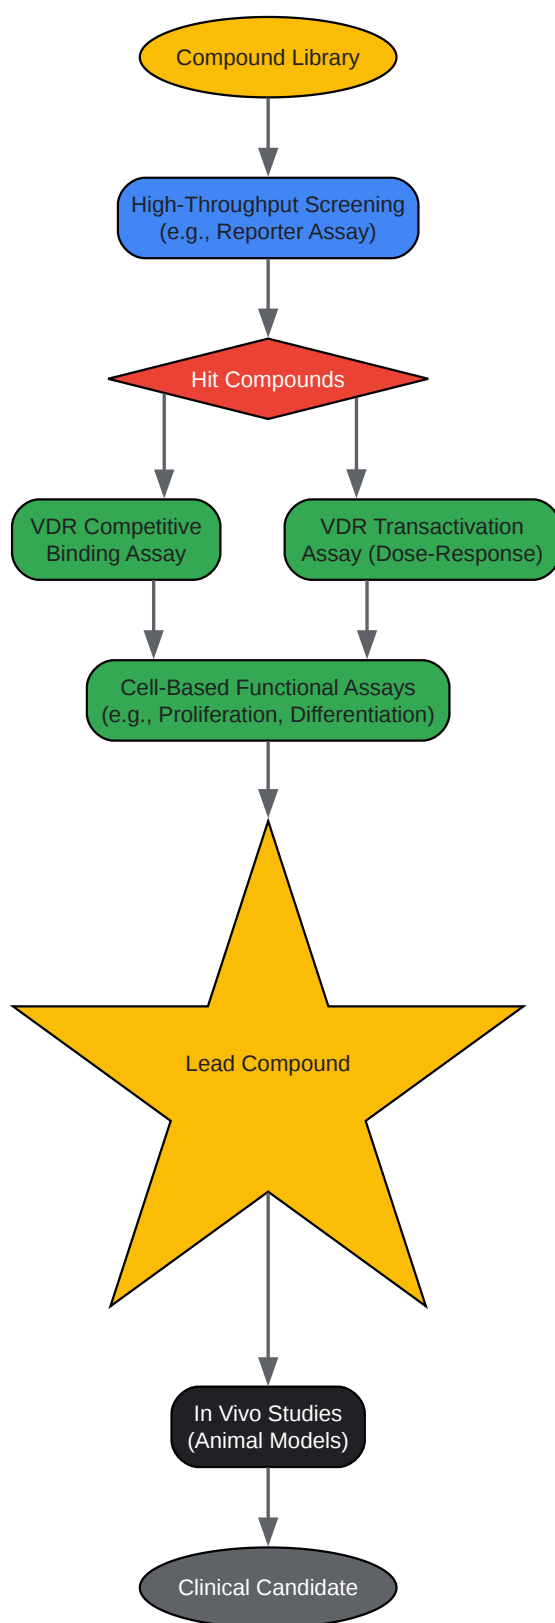 Compound Library
High-Throughput Screening
(e.g., Reporter Assay)
Hit Compounds
VDR Competitive
Binding Assay
VDR Transactivation
Assay (Dose-Response)
Cell-Based Functional Assays
(e.g., Proliferation, Differentiation)
Lead Compound
In Vivo Studies
(Animal Models)
Clinical Candidate